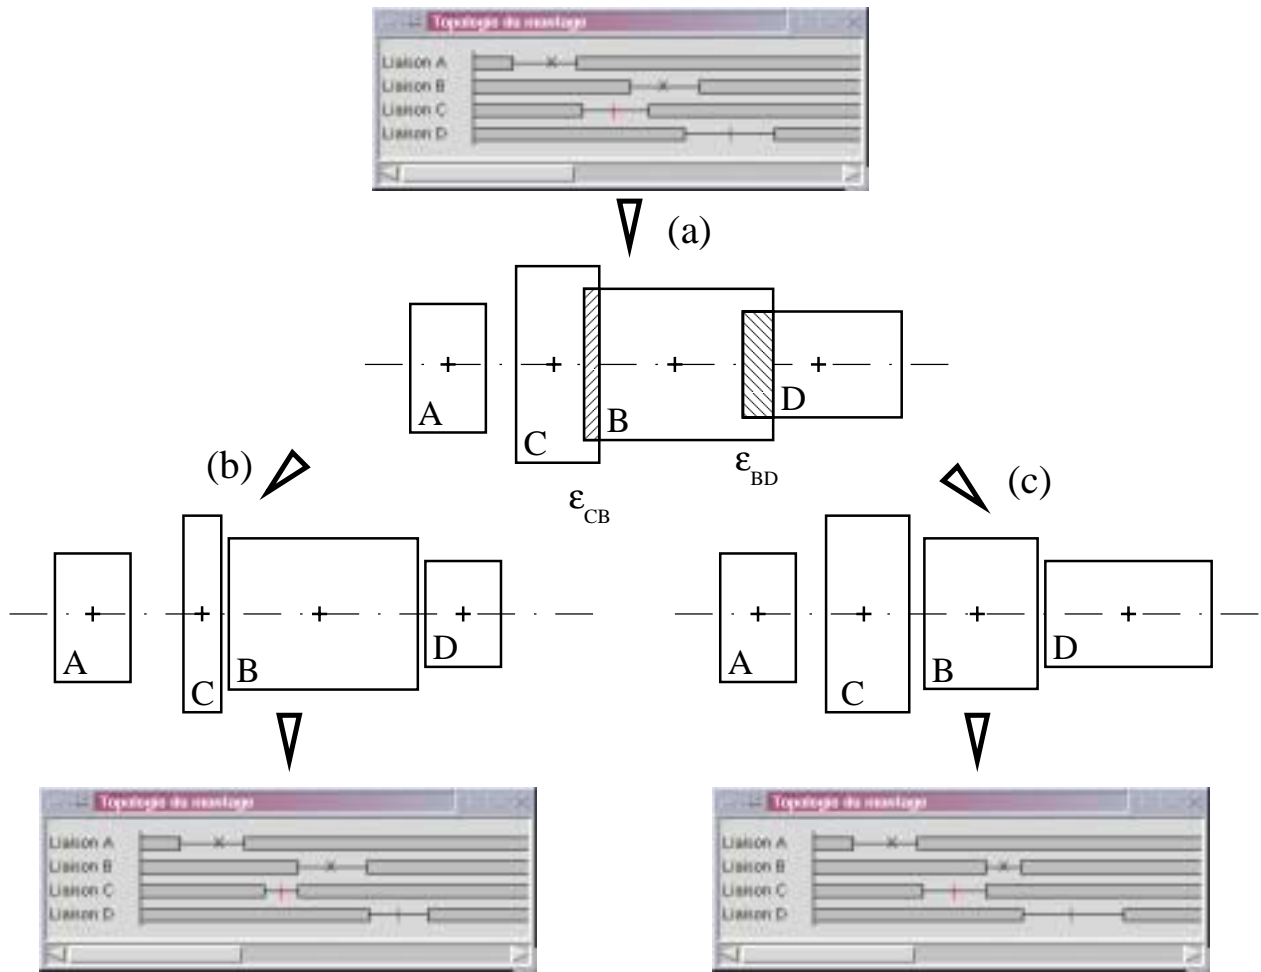 Topologie du montage
Liaison A
Liaison B
Liaison C
Liaison D
(a)
A
C
B
D
ε_CB
ε_BD
(b)
(c)
A
C
B
D
A
C
B
D
Topologie du montage
Liaison A
Liaison B
Liaison C
Liaison D
Topologie du montage
Liaison A
Liaison B
Liaison C
Liaison D